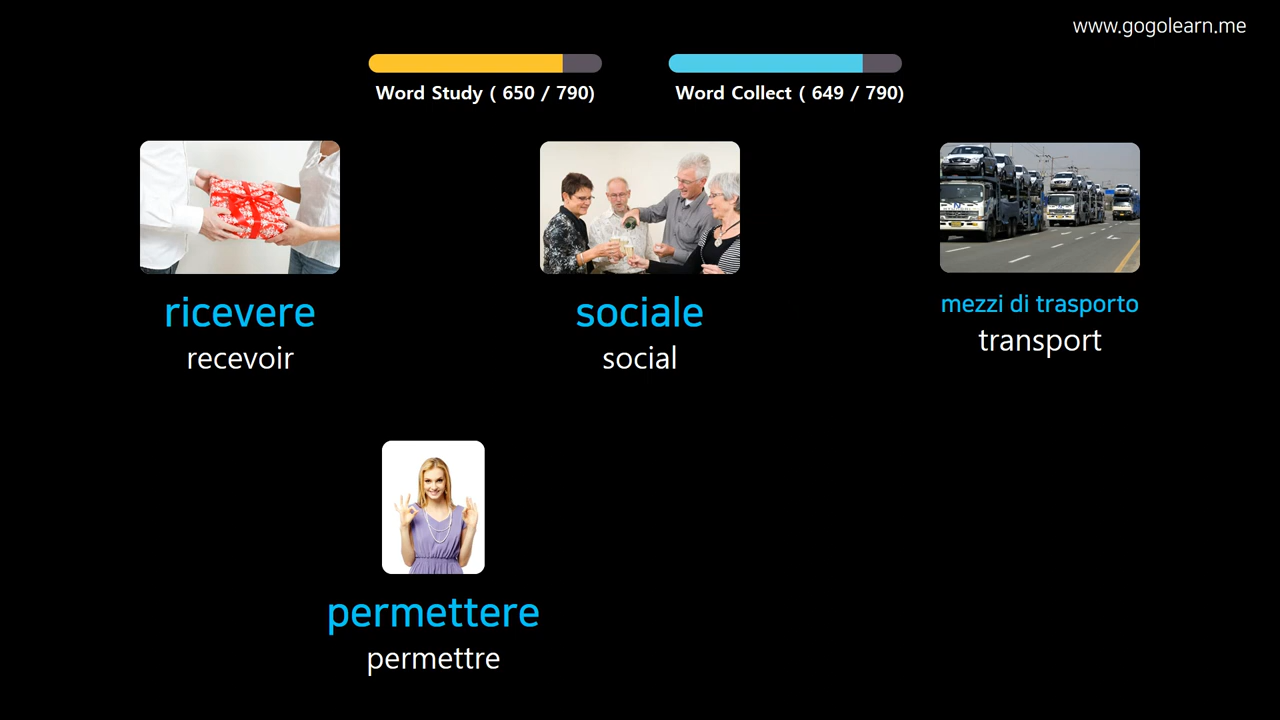 www.gogolearn.me
Word Study ( 650 / 790)
Word Collect ( 649 / 790)
ricevere
recevoir
sociale
social
mezzi di trasporto
transport
permettere
permettre